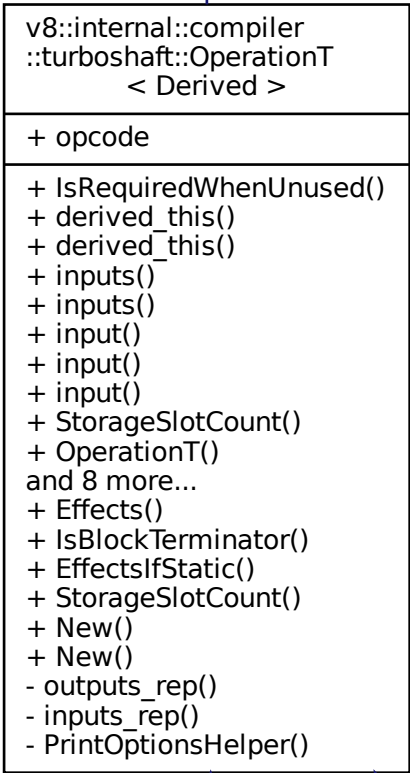 v8::internal::compiler
::turboshaft::OperationT
< Derived >
+ opcode
+ IsRequiredWhenUnused()
+ derived_this()
+ derived_this()
+ inputs()
+ inputs()
+ input()
+ input()
+ input()
+ StorageSlotCount()
+ OperationT()
and 8 more...
+ Effects()
+ IsBlockTerminator()
+ EffectsIfStatic()
+ StorageSlotCount()
+ New()
+ New()
- outputs_rep()
- inputs_rep()
- PrintOptionsHelper()